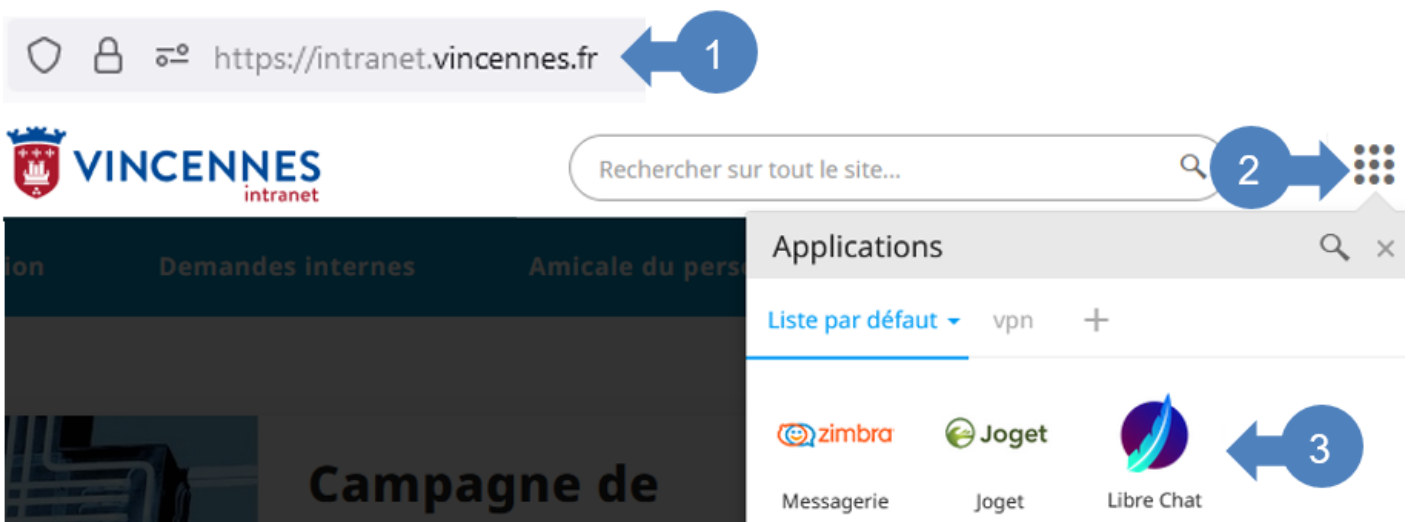 https://intranet.vincennes.fr
1
VINCENNES
intranet
Rechercher sur tout le site...
2
ion Demandes internes Amicale du pers
Applications
Liste par défaut vpn
zimbra Joget
3
Messagerie Joget Libre Chat
Campagne de